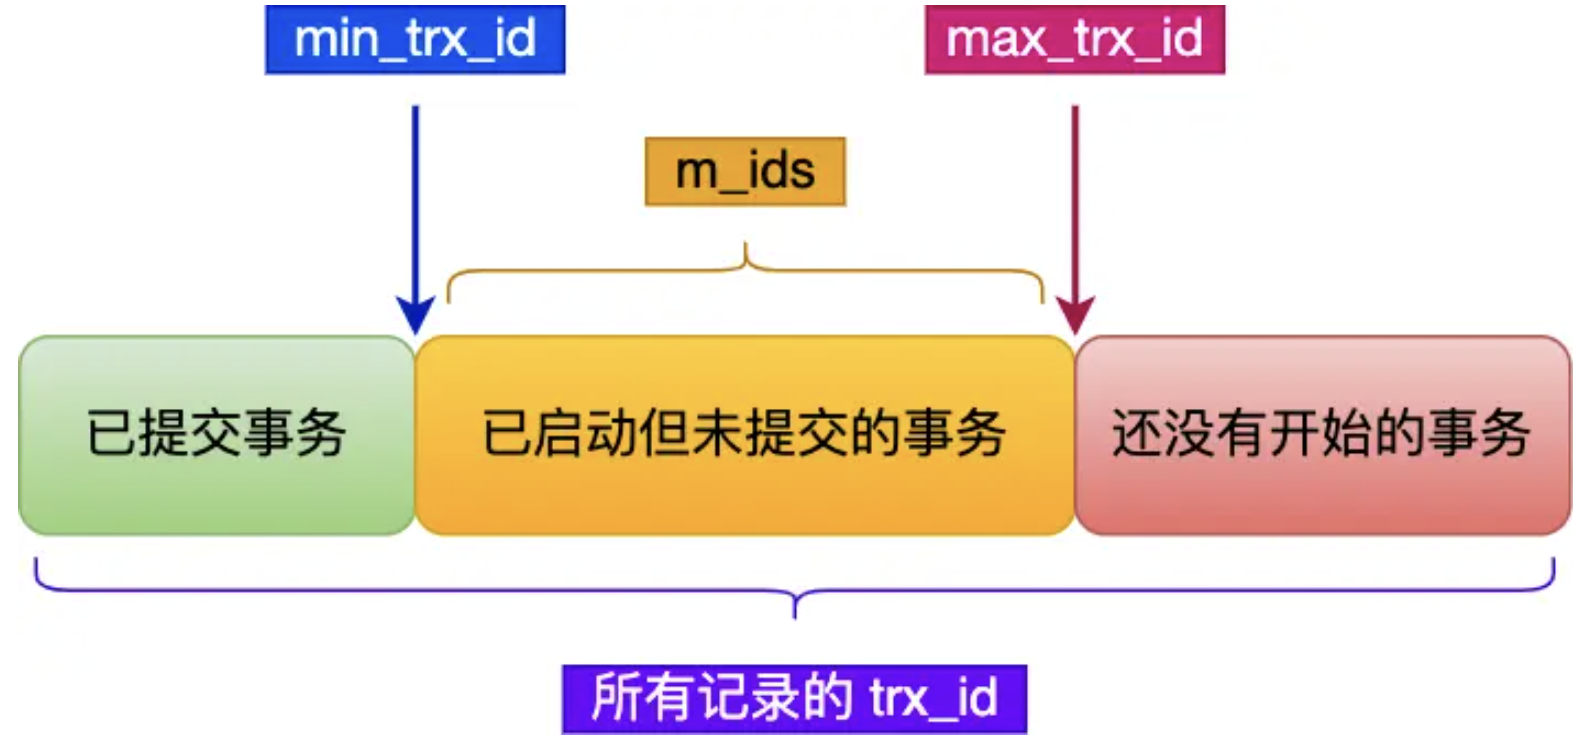 min_trx_id
max_trx_id
m_ids
已提交事务
已启动但未提交的事务
还没有开始的事务
所有记录的 trx_id